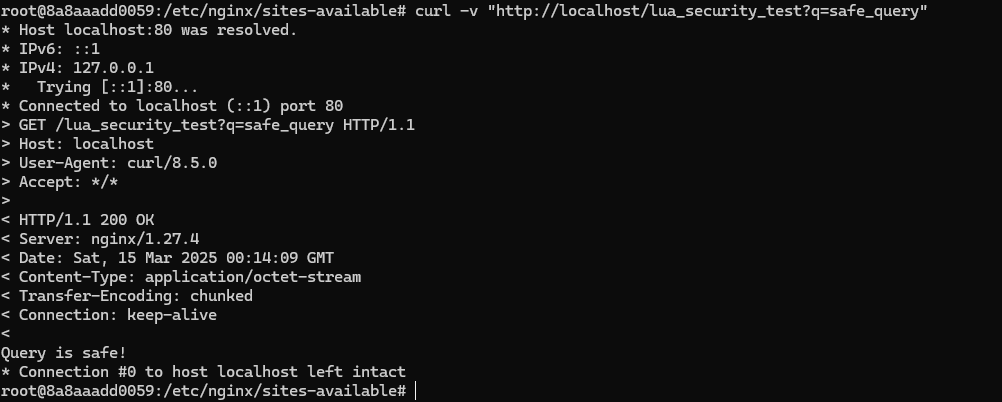 root@8a8aaadd0059:/etc/nginx/sites-available# curl -v "http://localhost/lua_security_test?q=safe_query"
* Host localhost:80 was resolved.
* IPv6: ::1
* IPv4: 127.0.0.1
*   Trying [::1]:80...
* Connected to localhost (::1) port 80
> GET /lua_security_test?q=safe_query HTTP/1.1
> Host: localhost
> User-Agent: curl/8.5.0
> Accept: */*
>
< HTTP/1.1 200 OK
< Server: nginx/1.27.4
< Date: Sat, 15 Mar 2025 00:14:09 GMT
< Content-Type: application/octet-stream
< Transfer-Encoding: chunked
< Connection: keep-alive
<
Query is safe!
* Connection #0 to host localhost left intact
root@8a8aaadd0059:/etc/nginx/sites-available#